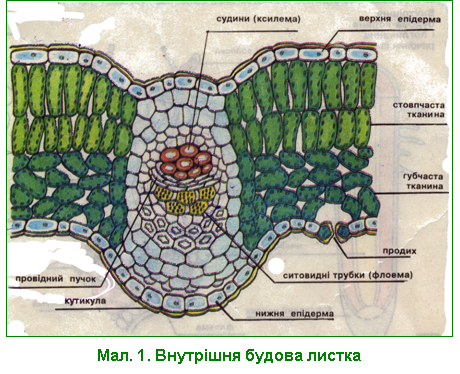 судини (ксилема)
верхня епідерма
стовпчаста
тканина
губчаста
тканина
продих
ситовидні трубки (флоема)
провідний пучок
кутикула
нижня епідерма
Мал. 1. Внутрішня будова листка